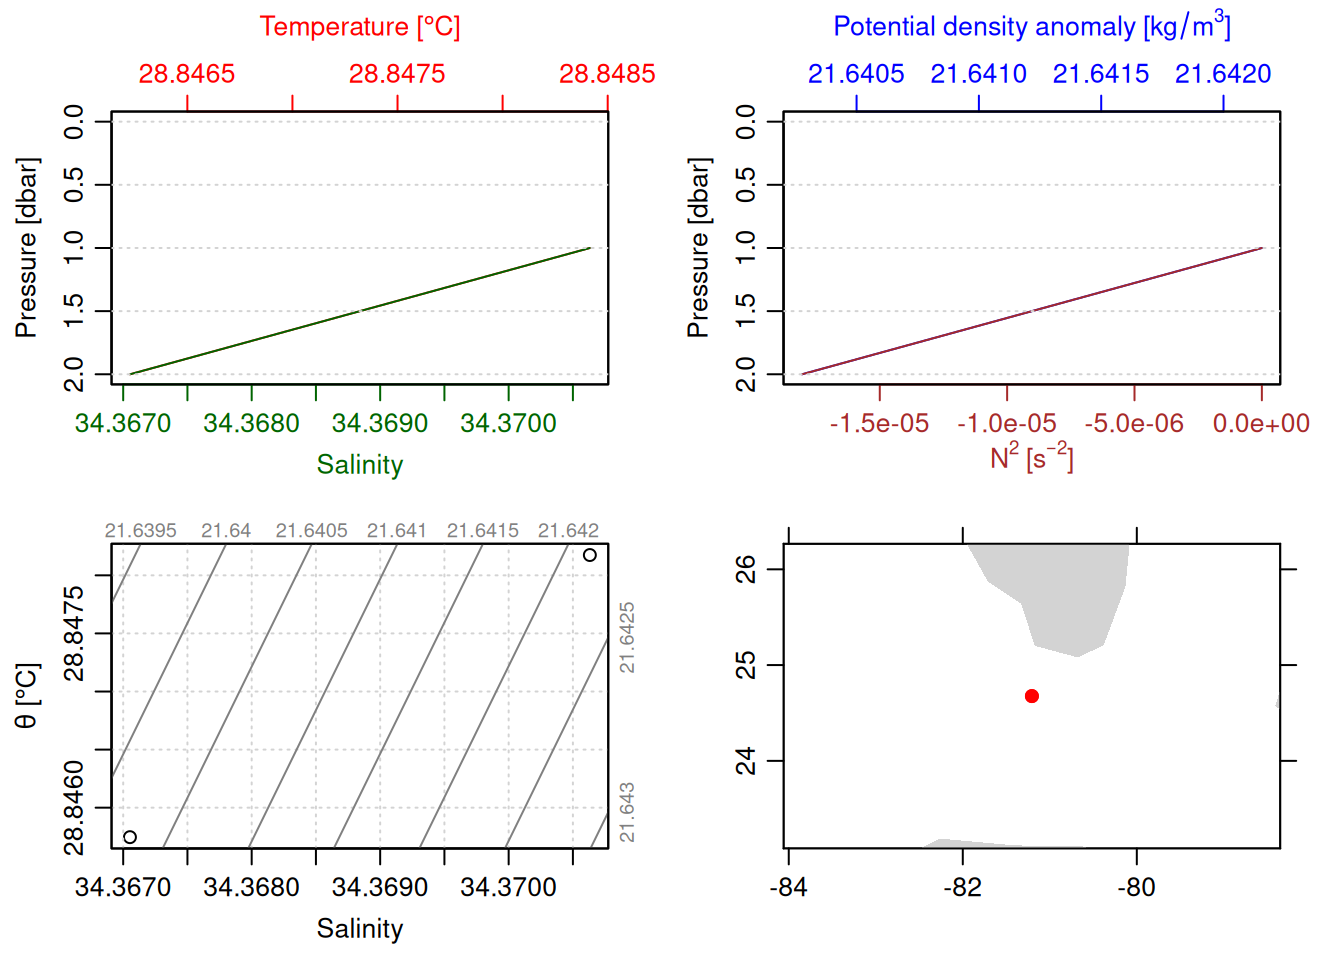 Temperature [°C]
28.8465 28.8475 28.8485
Pressure [dbar]
0.0 0.5 1.0 1.5 2.0
34.3670 34.3680 34.3690 34.3700
Salinity
Potential density anomaly [kg/m³]
21.6405 21.6410 21.6415 21.6420
Pressure [dbar]
0.0 0.5 1.0 1.5 2.0
-1.5e-05 -1.0e-05 -5.0e-06 0.0e+00
N² [s⁻²]
21.6395 21.64 21.6405 21.641 21.6415 21.642
21.6425
21.643
θ [°C]
28.8475
28.8460
34.3670 34.3680 34.3690 34.3700
Salinity
26
25
24
-84 -82 -80